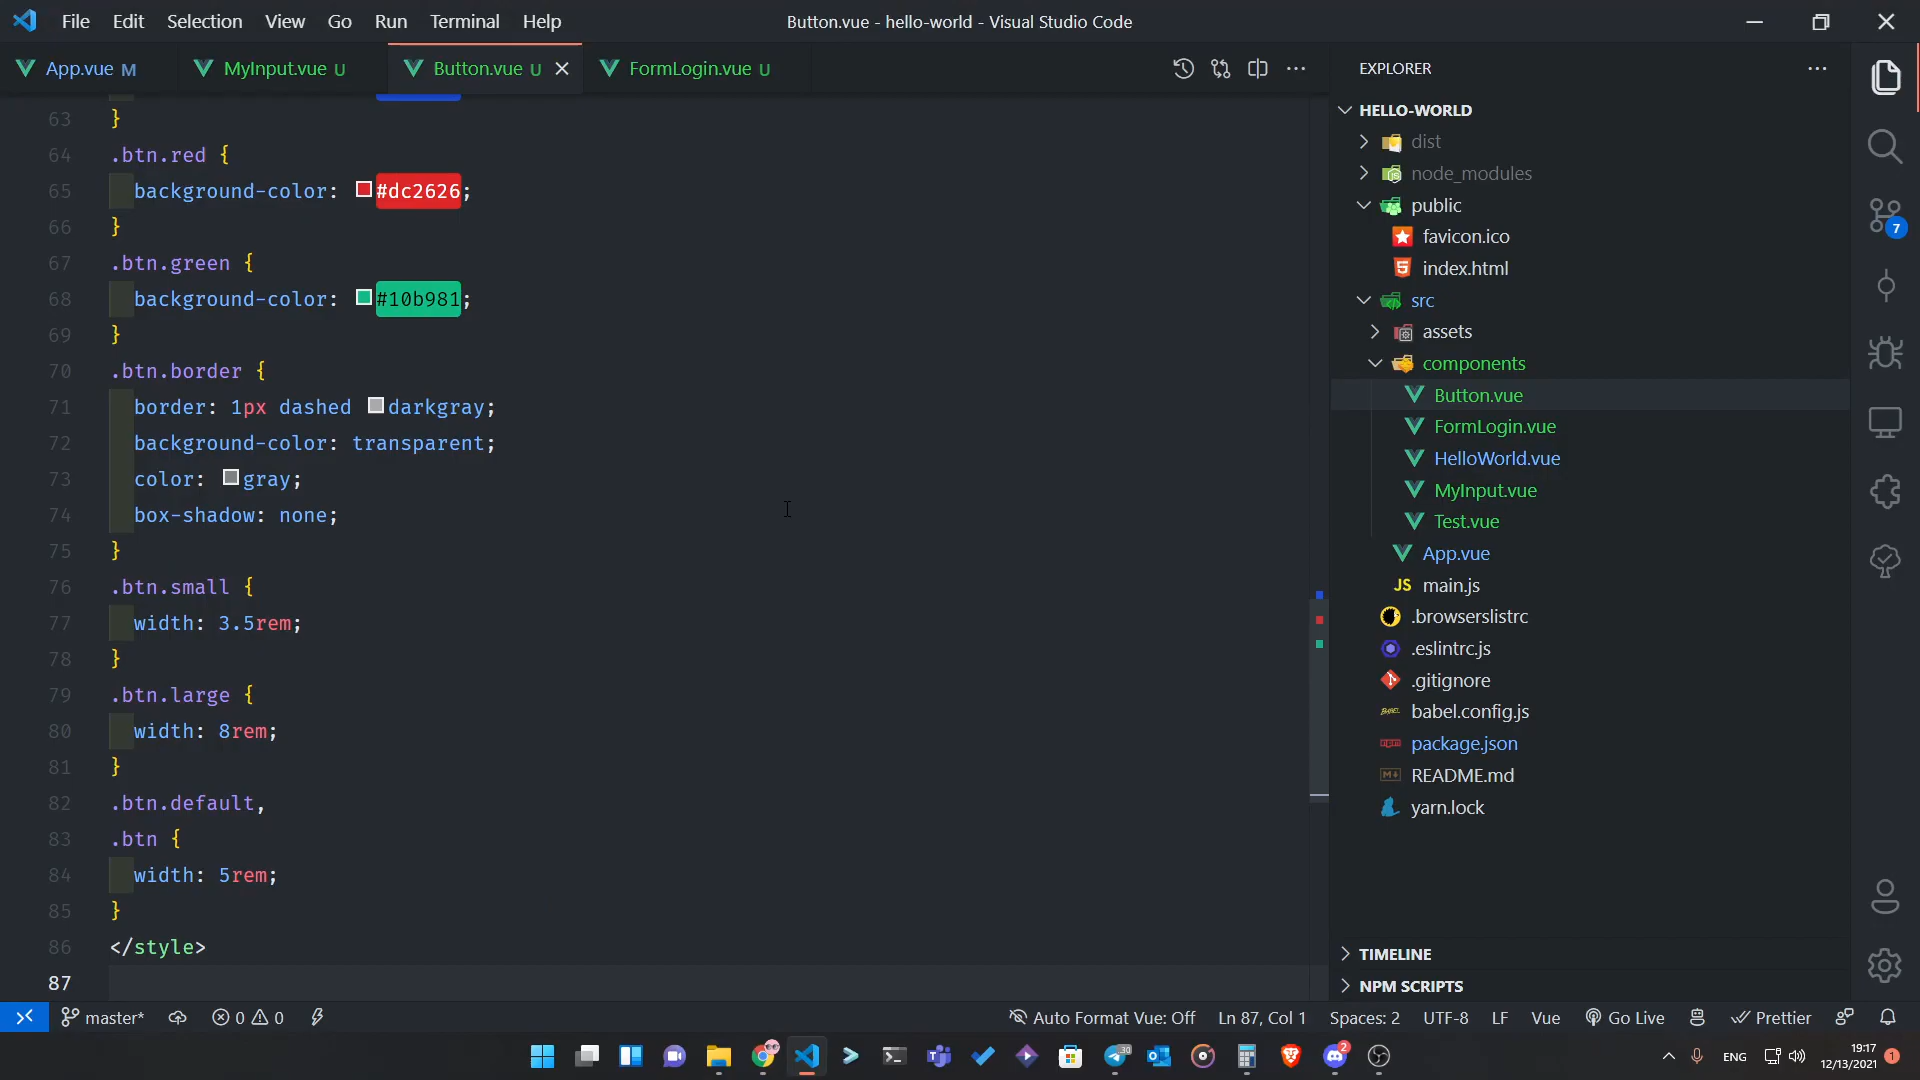 File Edit Selection View Go Run Terminal Help
Button.vue - hello-world - Visual Studio Code
App.vue M
MyInput.vue U
Button.vue U
FormLogin.vue U
63 }
64 .btn.red {
65 background-color: #dc2626;
66 }
67 .btn.green {
68 background-color: #10b981;
69 }
70 .btn.border {
71 border: 1px dashed darkgray;
72 background-color: transparent;
73 color: gray;
74 box-shadow: none;
75 }
76 .btn.small {
77 width: 3.5rem;
78 }
79 .btn.large {
80 width: 8rem;
81 }
82 .btn.default,
83 .btn {
84 width: 5rem;
85 }
86 </style>
87
EXPLORER
HELLO-WORLD
dist
node_modules
public
favicon.ico
index.html
src
assets
components
Button.vue
FormLogin.vue
HelloWorld.vue
MyInput.vue
Test.vue
App.vue
JS main.js
.browserslistrc
.eslintrc.js
.gitignore
babel.config.js
package.json
README.md
yarn.lock
TIMELINE
NPM SCRIPTS
7
master* 0 0 Auto Format Vue: Off Ln 87, Col 1 Spaces: 2 UTF-8 LF Vue Go Live Prettier
30
2
ENG
19:17
12/13/2021
1